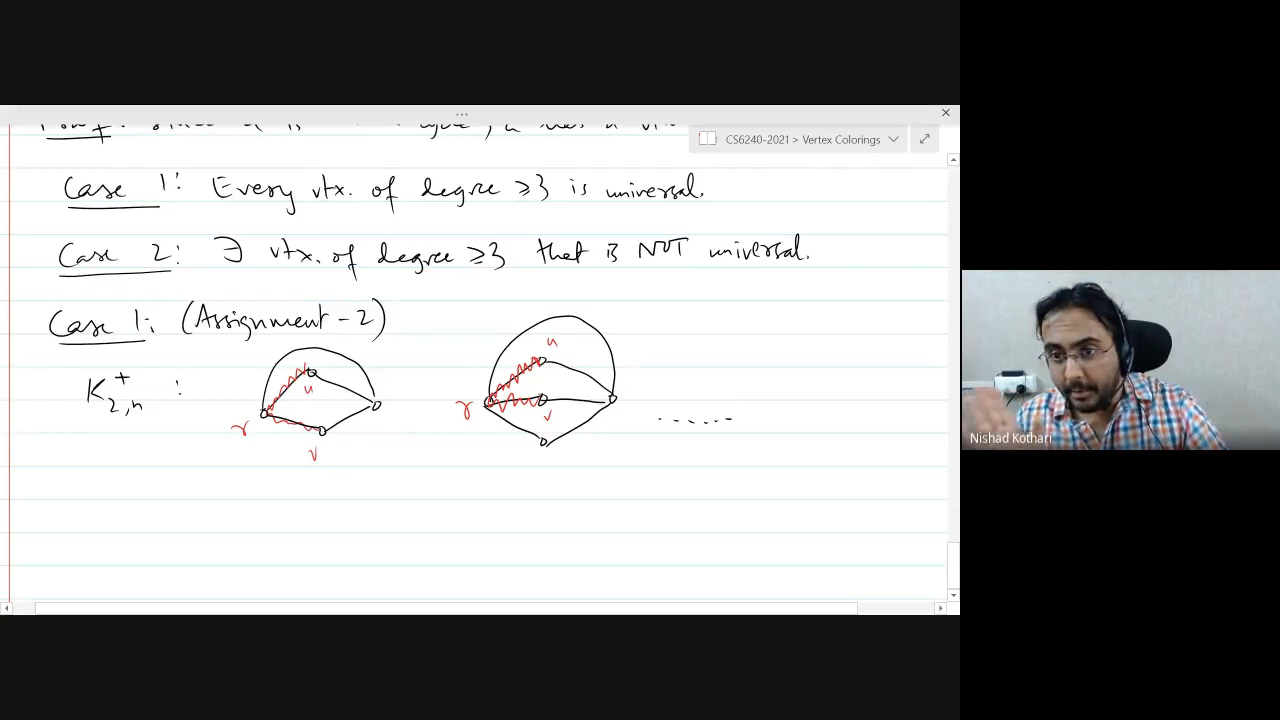 CS6240-2021 > Vertex Colorings
Case 1: Every vtx. of degree ≥3 is universal.
Case 2: ∃ vtx. of degree ≥3 that is NOT universal.
Case 1: (Assignment-2)
K⁺₂,ₙ :
u
u
r
v
r
v
......
Nishad Kothari